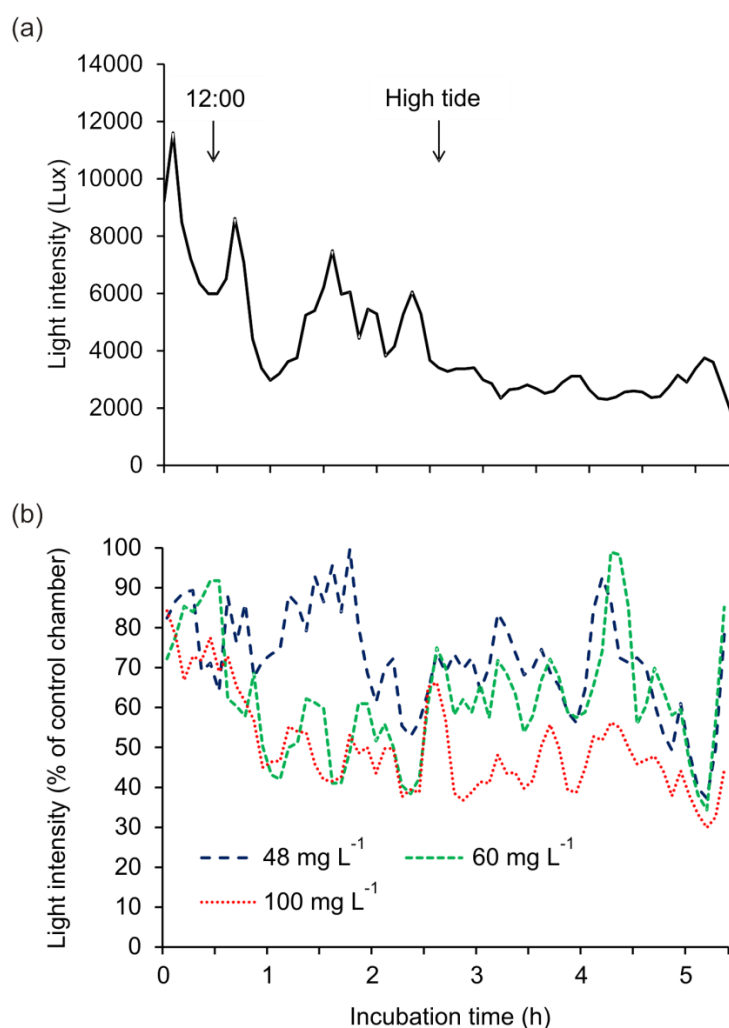 (a)
14000
12:00
High tide
12000
10000
8000
6000
4000
2000
0
Light intensity (Lux)
(b)
100
90
80
70
60
50
40
30
20
10
0
Light intensity (% of control chamber)
48 mg L⁻¹
60 mg L⁻¹
100 mg L⁻¹
0 1 2 3 4 5
Incubation time (h)